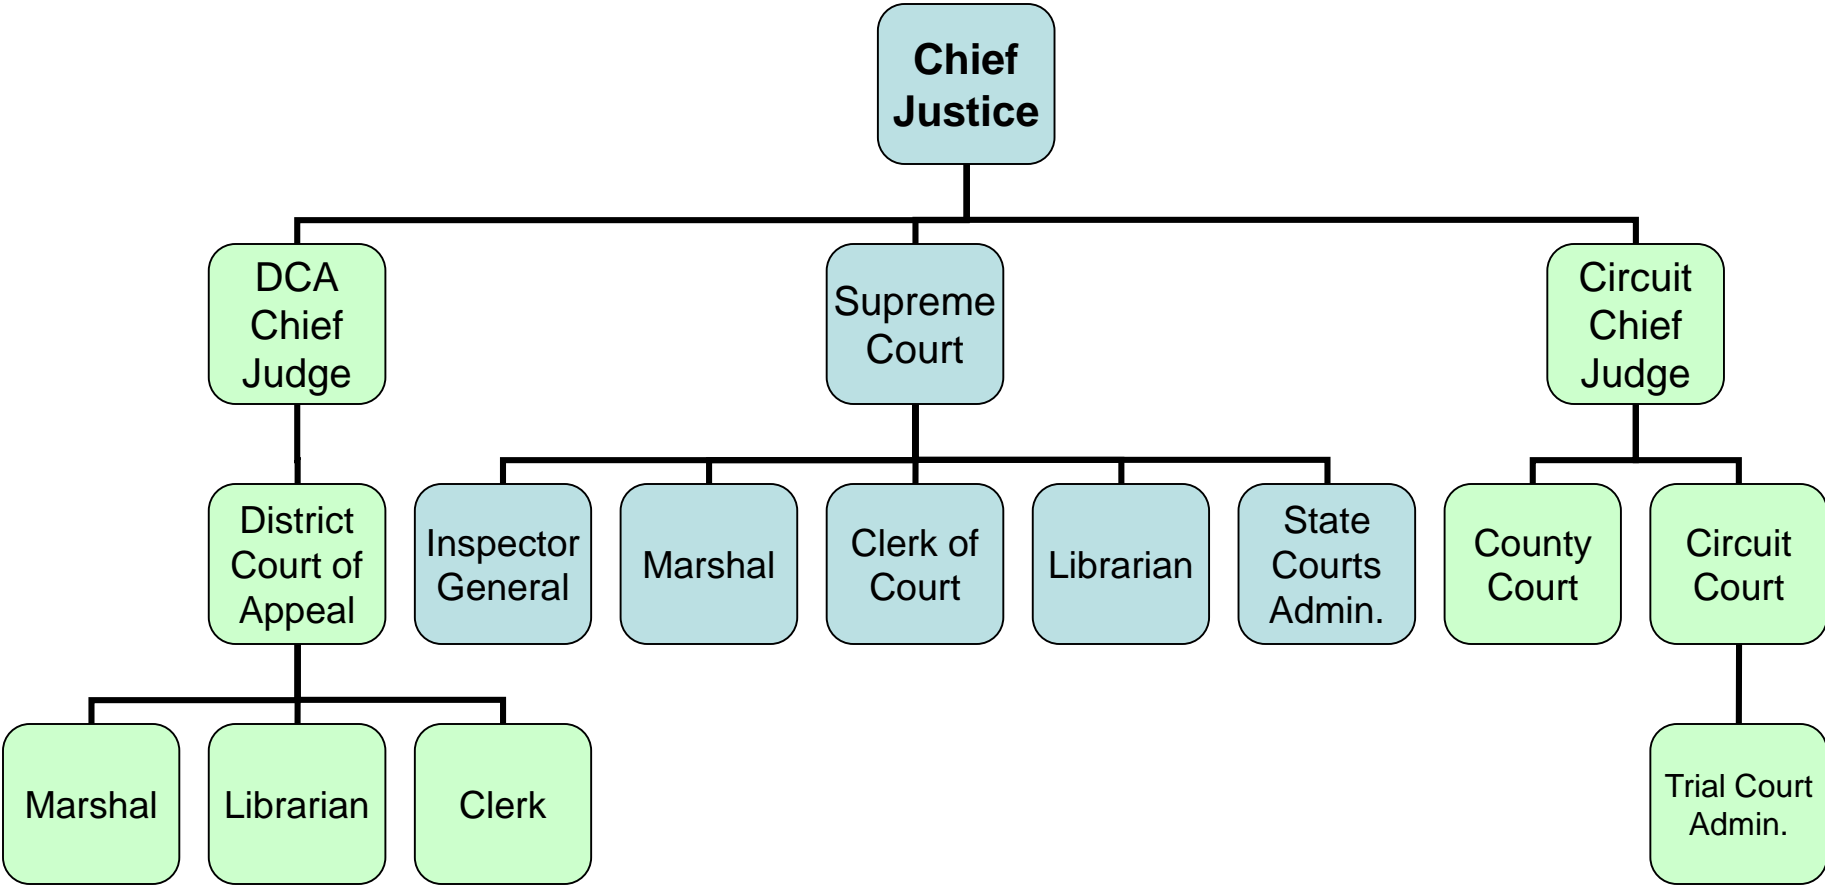 Chief
Justice
DCA
Chief
Judge
Supreme
Court
Circuit
Chief
Judge
District
Court of
Appeal
Inspector
General
Marshal
Clerk of
Court
Librarian
State
Courts
Admin.
County
Court
Circuit
Court
Marshal
Librarian
Clerk
Trial Court
Admin.